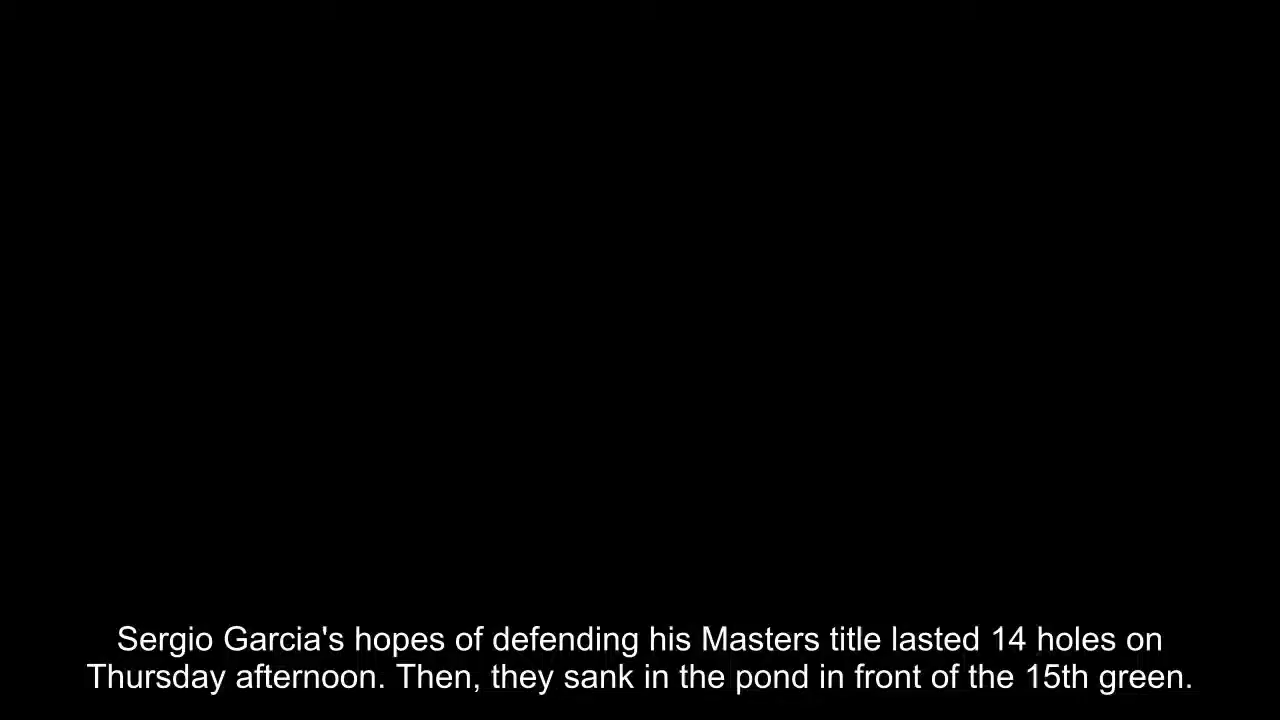 Sergio Garcia's hopes of defending his Masters title lasted 14 holes on
Thursday afternoon. Then, they sank in the pond in front of the 15th green.